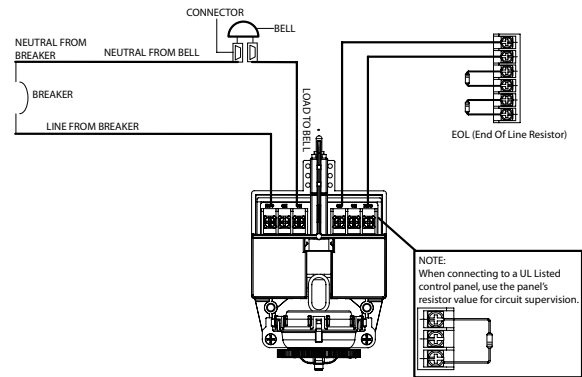 CONNECTOR
BELL
NEUTRAL FROM
BREAKER
NEUTRAL FROM BELL
BREAKER
LINE FROM BREAKER
LOAD TO BELL
EOL (End Of Line Resistor)
NOTE:
When connecting to a UL Listed
control panel, use the panel's
resistor value for circuit supervision.